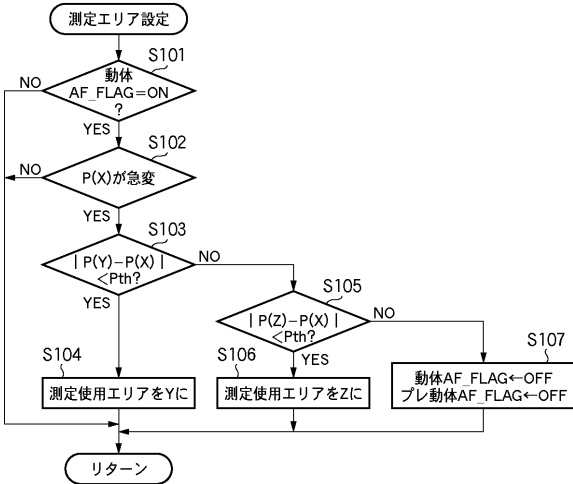 測定エリア設定
S101
動体
AF_FLAG=ON
?
NO
YES
S102
P(X)が急変
NO
YES
S103
|P(Y)-P(X)|
<Pth?
NO
YES
S105
|P(Z)-P(X)|
<Pth?
NO
YES
S104
測定使用エリアをYに
S106
測定使用エリアをZに
S107
動体AF_FLAG←OFF
プレ動体AF_FLAG←OFF
リターン